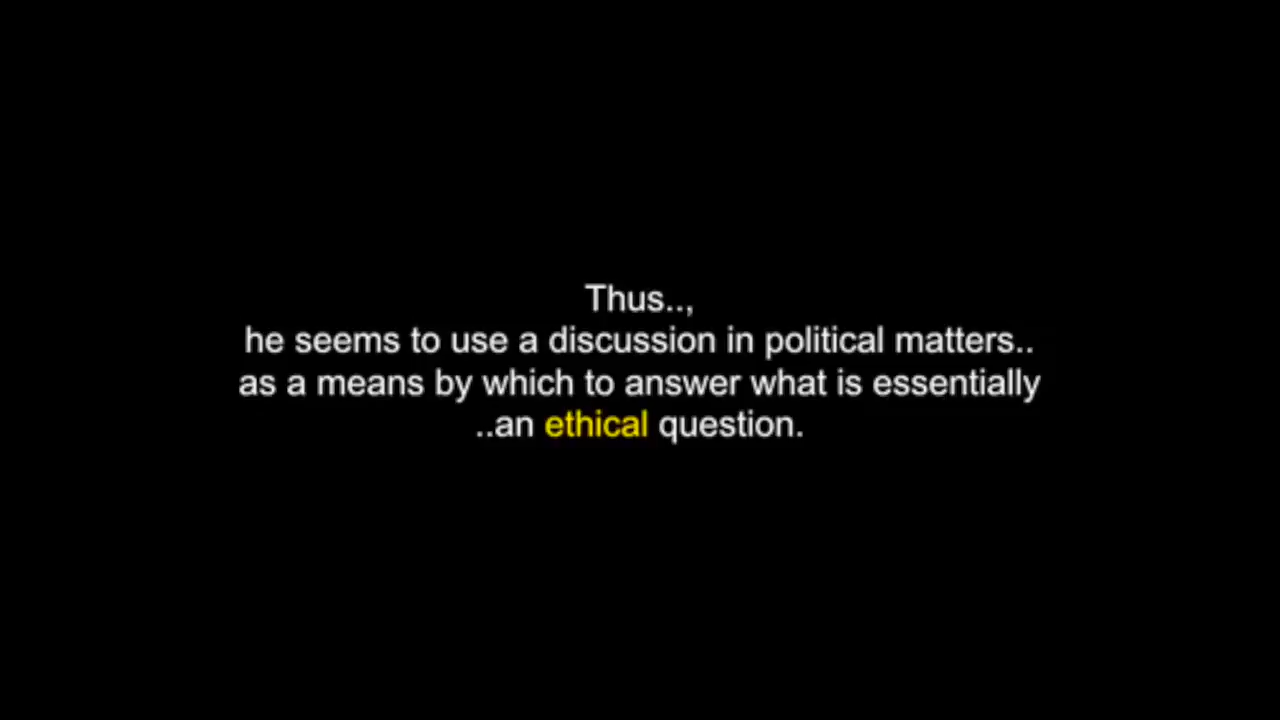 Thus..,
he seems to use a discussion in political matters..
as a means by which to answer what is essentially
..an ethical question.